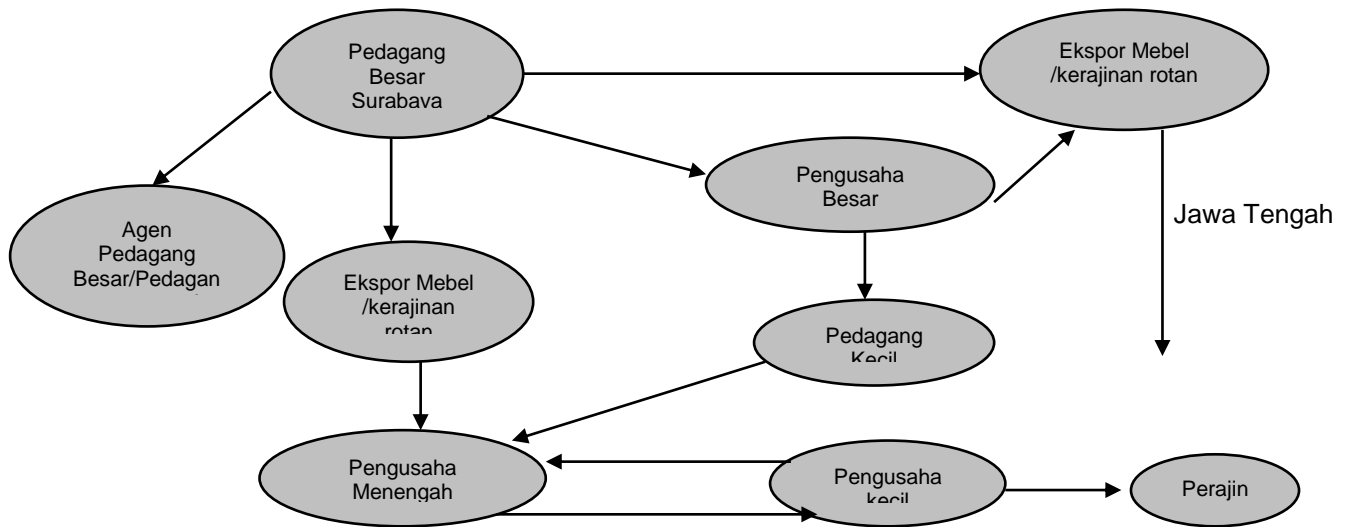 Pedagang
Besar
Surabaya
Ekspor Mebel
/kerajinan rotan
Pengusaha
Besar
Jawa Tengah
Agen
Pedagang
Besar/Pedagan
Ekspor Mebel
/kerajinan
rotan
Pedagang
Kecil
Pengusaha
Menengah
Pengusaha
kecil
Perajin